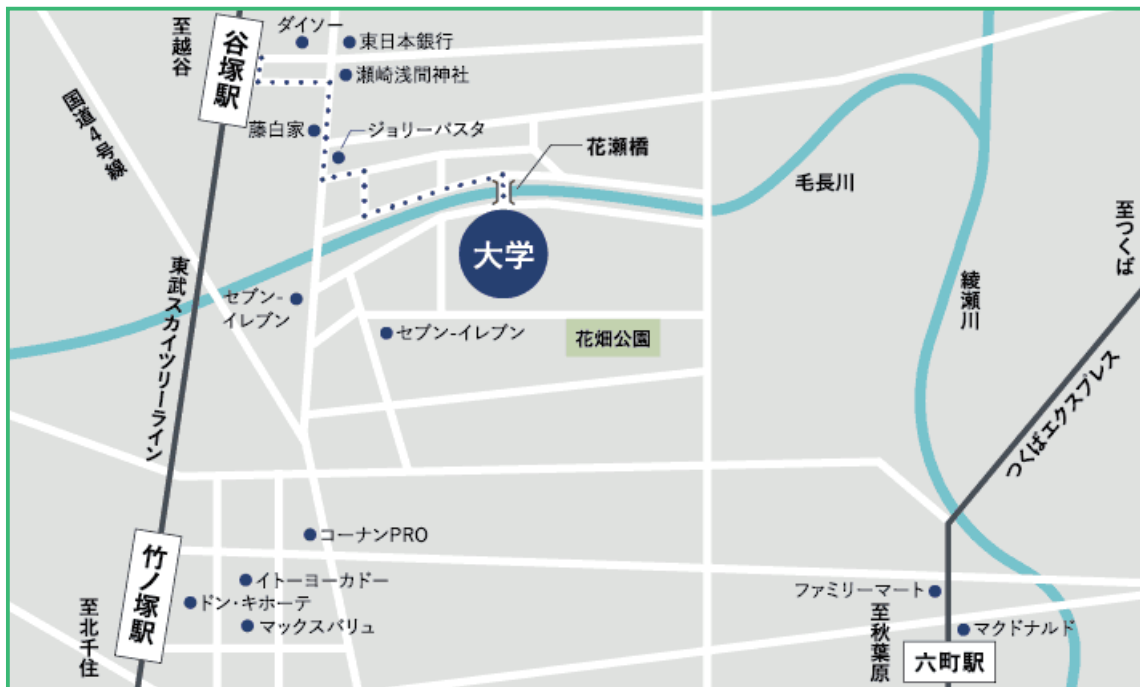 至越谷
谷塚駅
ダイソー
東日本銀行
瀬崎浅間神社
国道4号線
藤白家
ジョリーパスタ
花瀬橋
毛長川
大学
至つくば
東武スカイツリーライン
セブン-
イレブン
セブン-イレブン
花畑公園
綾瀬川
つくばエクスプレス
コーナンPRO
竹ノ塚駅
イトーヨーカドー
ドン・キホーテ
マックスバリュ
至北千住
ファミリーマート
至秋葉原
マクドナルド
六町駅